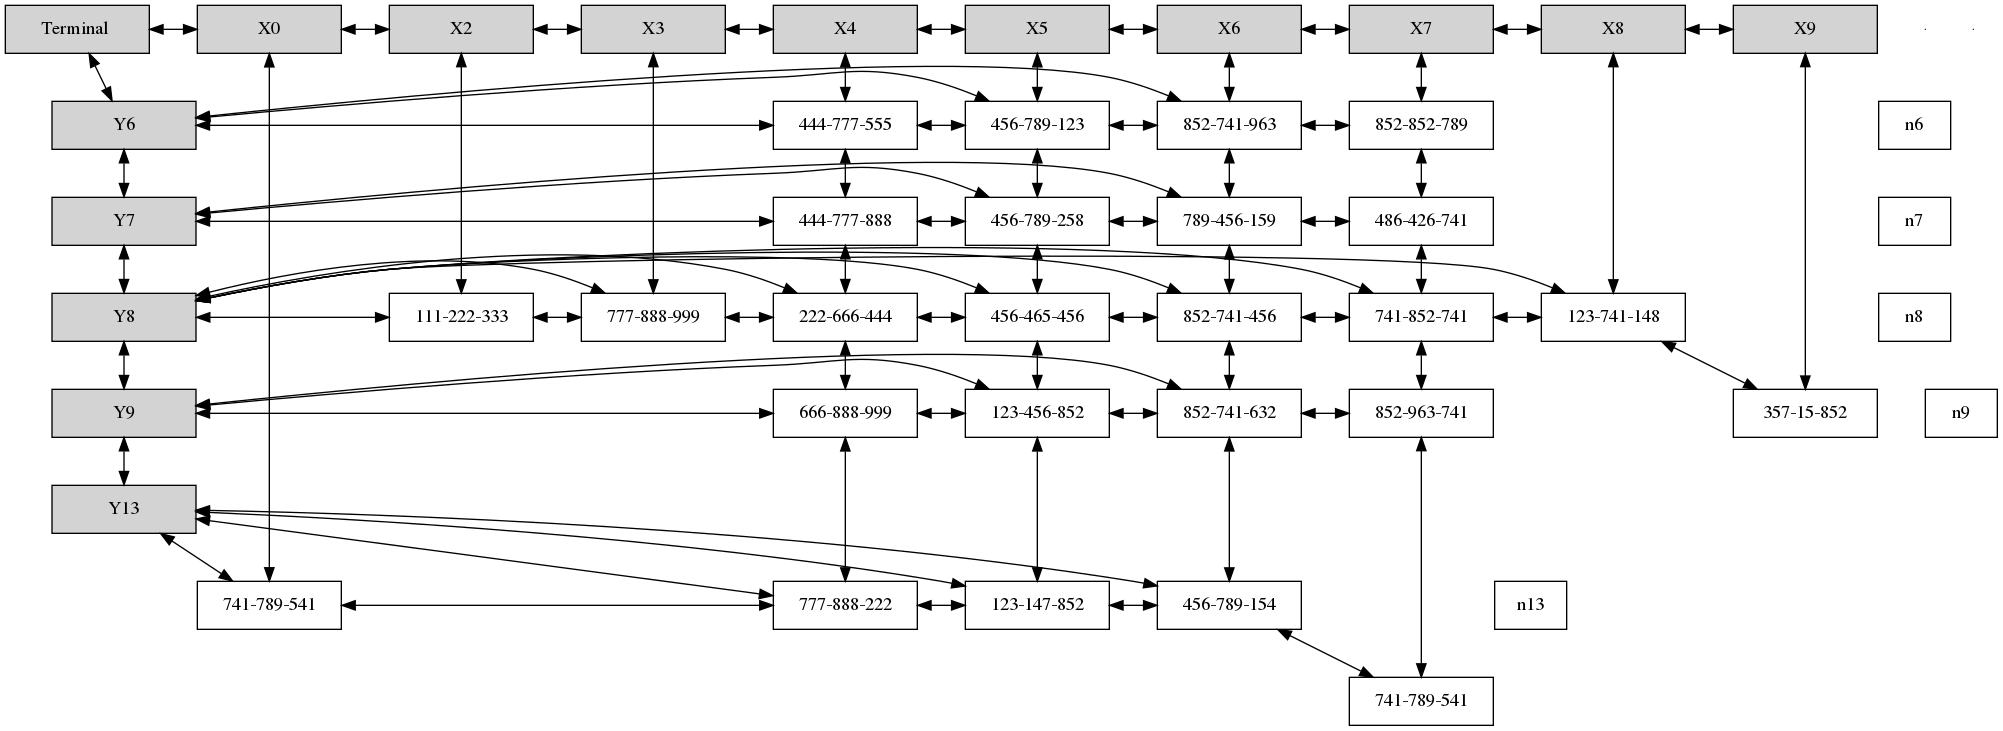 Terminal X0 X2 X3 X4 X5 X6 X7 X8 X9
Y6 444-777-555 456-789-123 852-741-963 852-852-789 n6
Y7 444-777-888 456-789-258 789-456-159 486-426-741 n7
Y8 111-222-333 777-888-999 222-666-444 456-465-456 852-741-456 741-852-741 123-741-148 n8
Y9 666-888-999 123-456-852 852-741-632 852-963-741 357-15-852 n9
Y13
741-789-541 777-888-222 123-147-852 456-789-154 n13
741-789-541